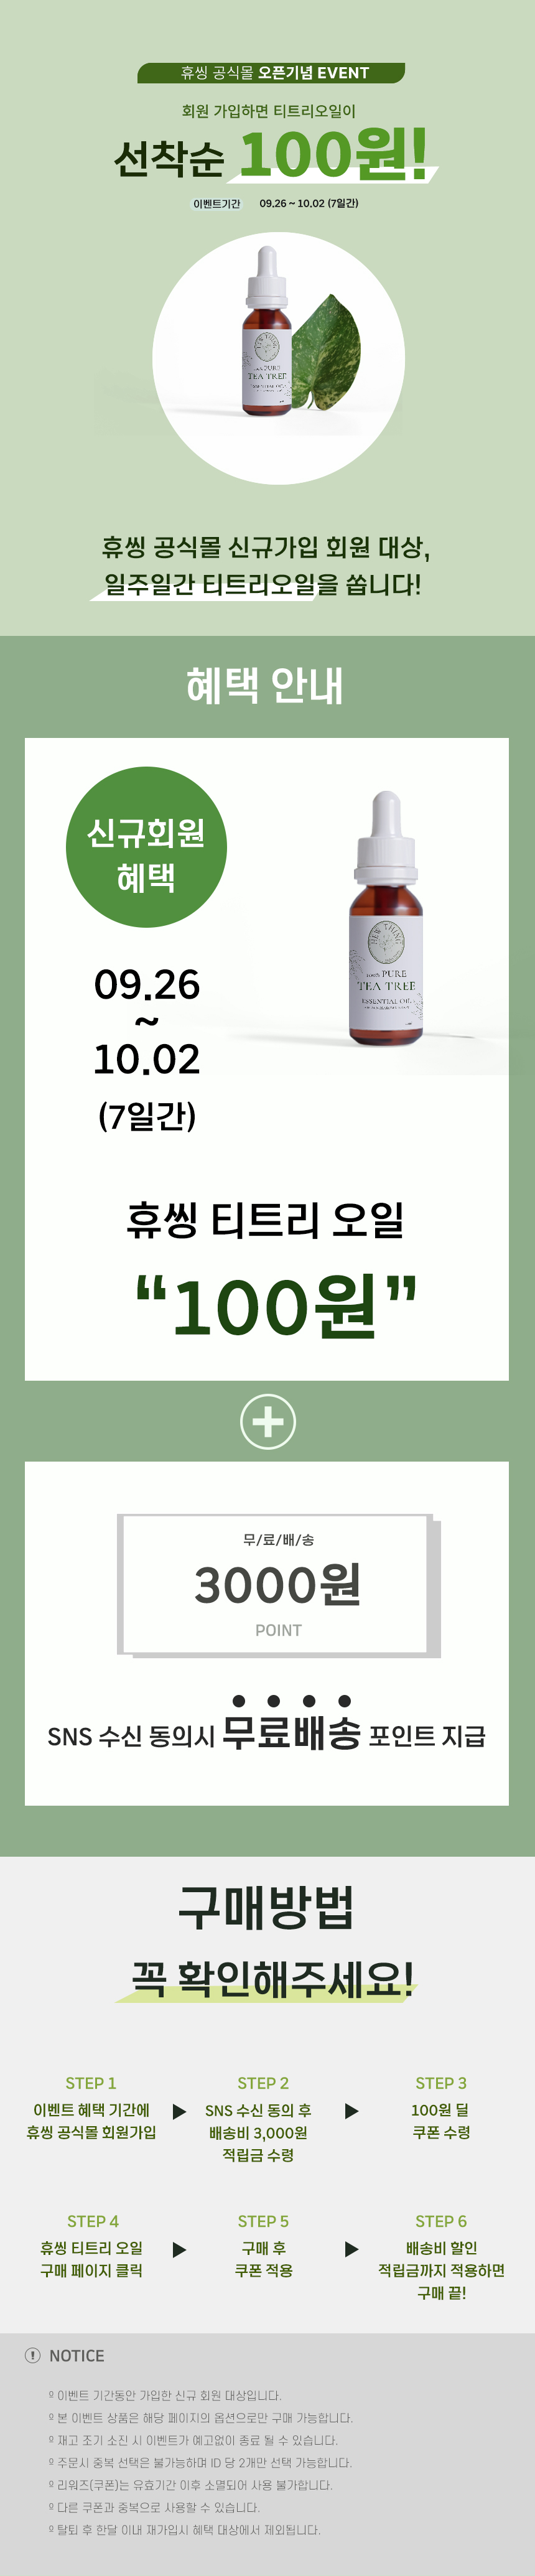 휴씽 공식몰 오픈기념 EVENT
회원 가입하면 티트리오일이
선착순 100원!
이벤트기간 09.26 ~ 10.02 (7일간)
NEW THING
100% PURE
TEA TREE
ESSENTIAL OIL
휴씽 공식몰 신규가입 회원 대상,
일주일간 티트리오일을 쏩니다!
혜택 안내
신규회원
혜택
09.26
~
10.02
(7일간)
NEW THING
100% PURE
TEA TREE
ESSENTIAL OIL
휴씽 티트리 오일
“100원”
무/료/배/송
3000원
POINT
SNS 수신 동의시 무료배송 포인트 지급
구매방법
꼭 확인해주세요!
STEP 1
이벤트 혜택 기간에
휴씽 공식몰 회원가입
STEP 2
SNS 수신 동의 후
배송비 3,000원
적립금 수령
STEP 3
100원 딜
쿠폰 수령
STEP 4
휴씽 티트리 오일
구매 페이지 클릭
STEP 5
구매 후
쿠폰 적용
STEP 6
배송비 할인
적립금까지 적용하면
구매 끝!
! NOTICE
º 이벤트 기간동안 가입한 신규 회원 대상입니다.
º 본 이벤트 상품은 해당 페이지의 옵션으로만 구매 가능합니다.
º 재고 조기 소진 시 이벤트가 예고없이 종료 될 수 있습니다.
º 주문시 중복 선택은 불가능하며 ID 당 2개만 선택 가능합니다.
º 리워즈(쿠폰)는 유효기간 이후 소멸되어 사용 불가합니다.
º 다른 쿠폰과 중복으로 사용할 수 있습니다.
º 탈퇴 후 한달 이내 재가입시 혜택 대상에서 제외됩니다.